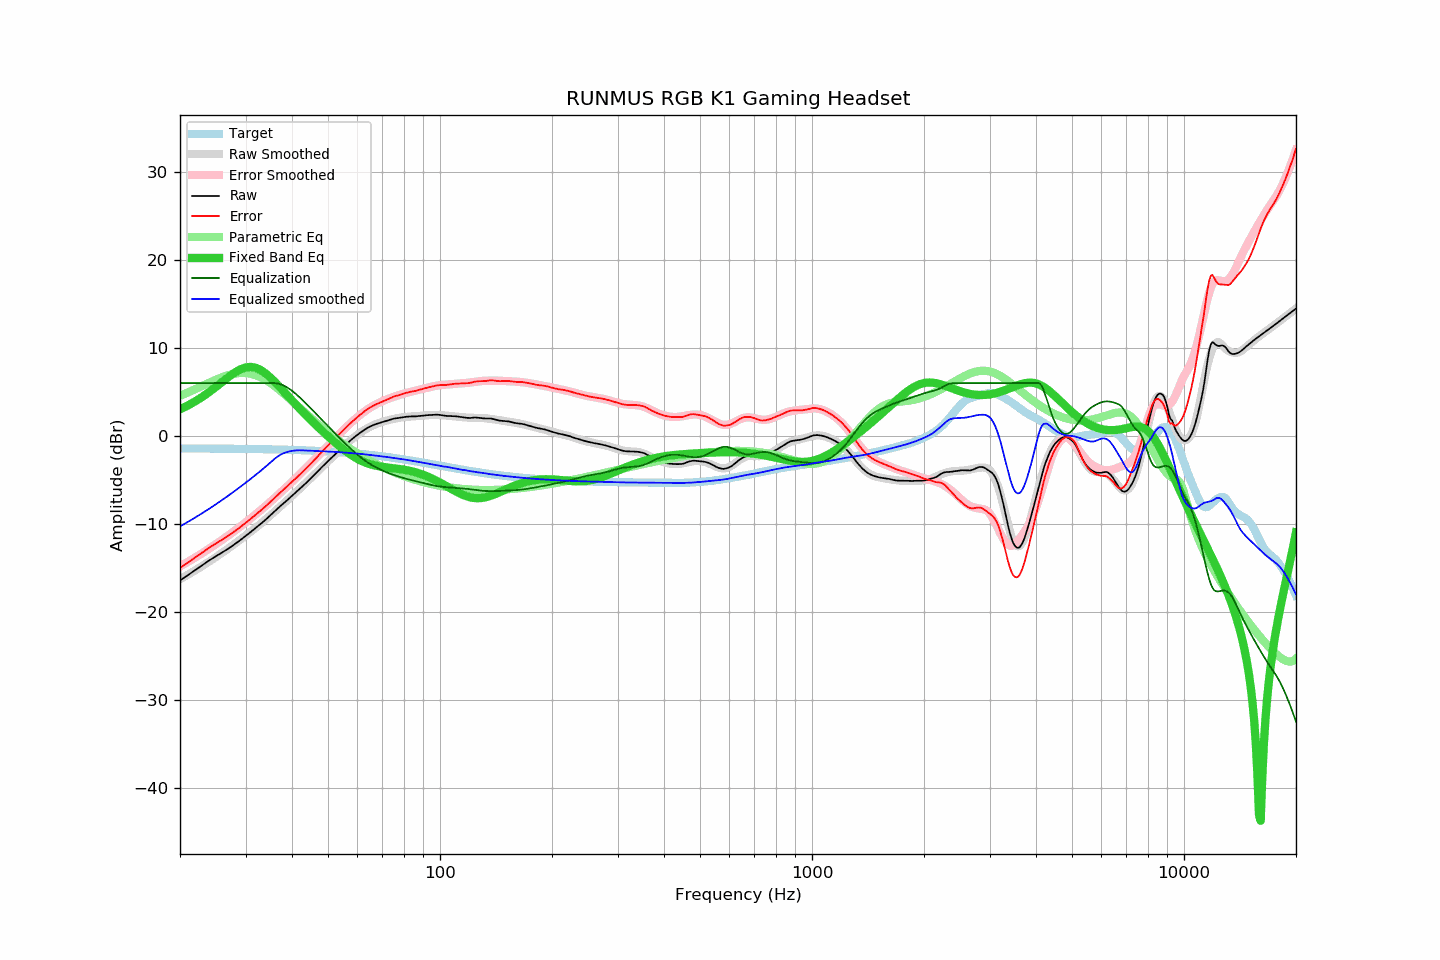 RUNMUS RGB K1 Gaming Headset
Target
Raw Smoothed
Error Smoothed
Raw
Error
Parametric Eq
Fixed Band Eq
Equalization
Equalized smoothed
30
20
10
0
−10
−20
−30
−40
Amplitude (dBr)
100
1000
10000
Frequency (Hz)